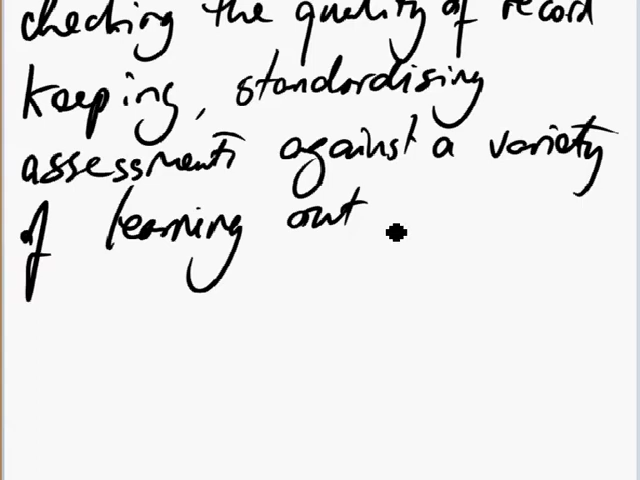 checking the quality of record
keeping, standardising
assessments against a variety
of learning out